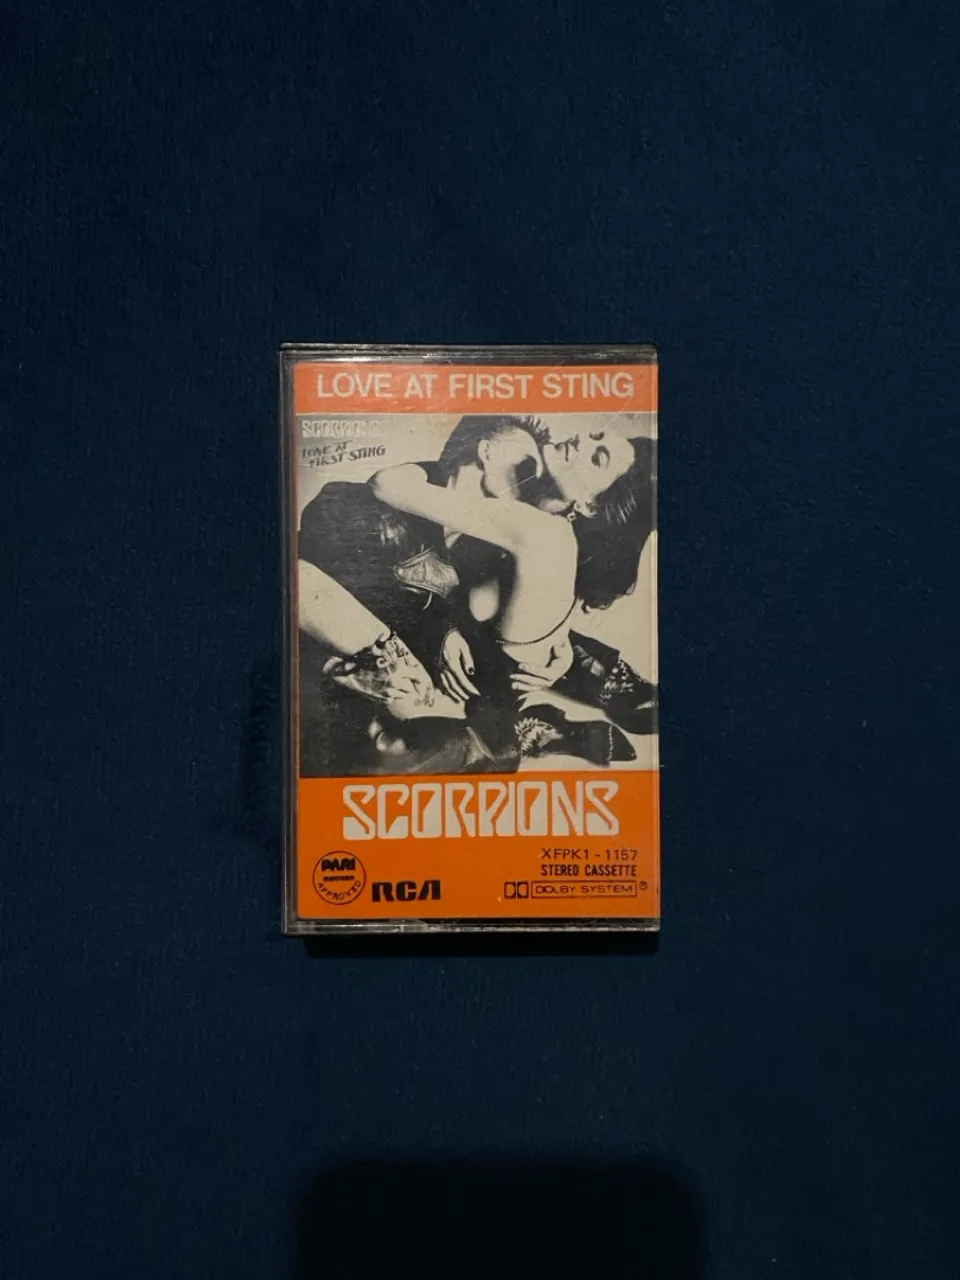 LOVE AT FIRST STING
SCORPIONS
LOVE AT
FIRST STING
SCORPIONS
XFPK1-1157
STEREO CASSETTE
PARI
APPROVED
RCA
DOLBY SYSTEM®